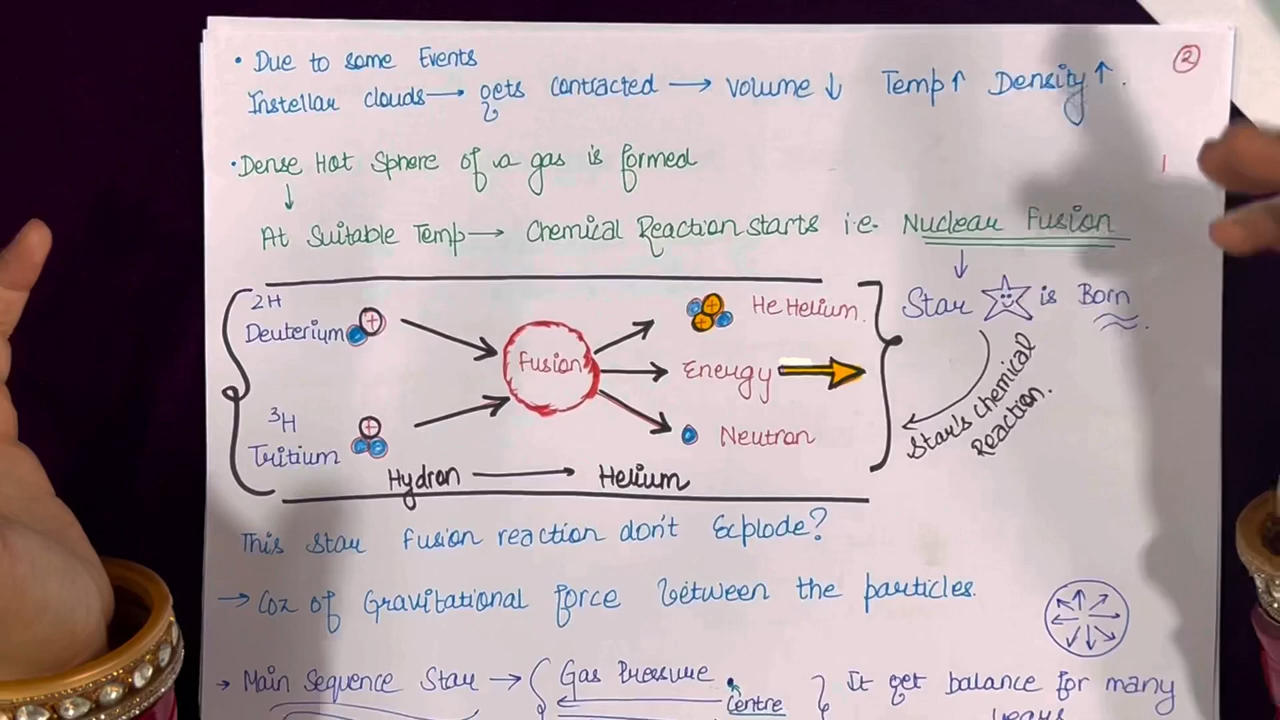 ②
• Due to some Events
Instellar clouds → gets contracted → Volume ↓ Temp↑ Density↑.
• Dense Hot Sphere of a gas is formed
↓
At Suitable Temp → Chemical Reaction starts i.e. Nuclear Fusion
↓
Star is Born
2H
Deuterium +
3H
Tritium +
Fusion
+ + He Helium.
Energy
Neutron
Hydron → Helium
Star's chemical
Reaction.
This star fusion reaction don't Ecplode?
→ Coz of Gravitational force between the particles.
→ Main Sequence Star → { Gas Pressure
Centre
} It get balance for many
years